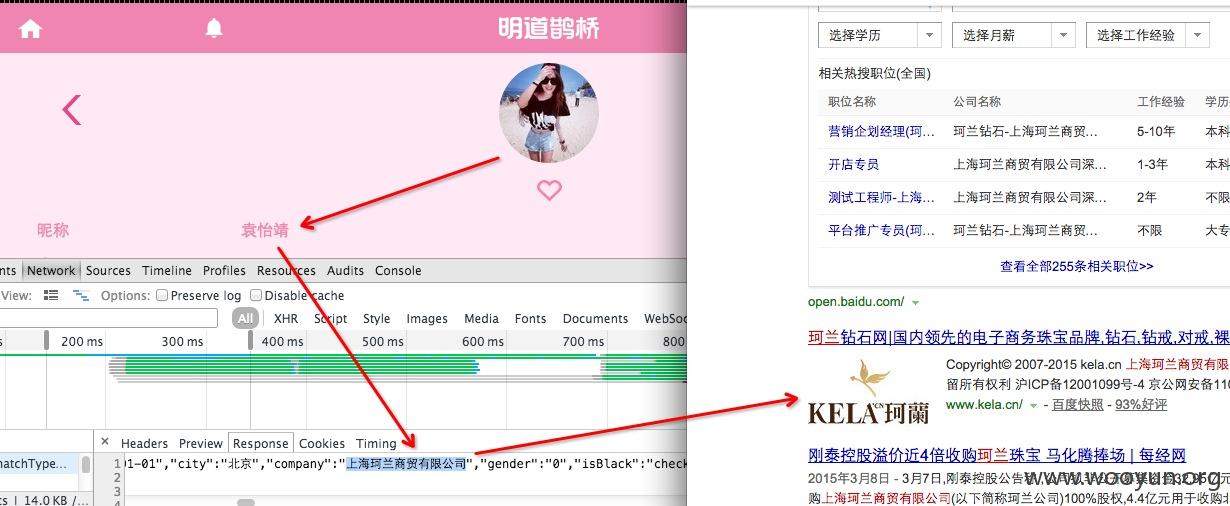 明道鹊桥
昵称
袁怡靖
Network Sources Timeline Profiles Resources Audits Console
View: Options: Preserve log Disable cache
All XHR Script Style Images Media Fonts Documents
200 ms 300 ms 400 ms 500 ms 600 ms 700 ms 800
× Headers Preview Response Cookies Timing
natchType…
1 1-01","city":"北京","company":"上海珂兰商贸有限公司","gender":"0","isBlack":"check
2
3
4
14.0 KB / …
选择学历 选择月薪 选择工作经验
相关热搜职位(全国)
职位名称 公司名称 工作经验 学历
营销企划经理(珂… 珂兰钻石-上海珂兰商贸… 5-10年 本科
开店专员 上海珂兰商贸有限公司深… 1-3年 本科
测试工程师-上海… 上海珂兰商贸有限公司深… 2年 不限
平台推广专员(珂… 珂兰钻石-上海珂兰商贸… 不限 大专
查看全部255条相关职位>>
open.baidu.com/
珂兰钻石网|国内领先的电子商务珠宝品牌,钻石,钻戒,对戒,裸
KELA.CN 珂蘭
Copyright© 2007-2015 kela.cn 上海珂兰商贸有限
留所有权利 沪ICP备12001099号-4 京公网安备110
www.kela.cn/ - 百度快照 - 93%好评
刚泰控股溢价近4倍收购珂兰珠宝 马化腾捧场 | 每经网
2015年3月8日 - 3月7日,刚泰控股公告
购上海珂兰商贸有限公司(以下简称珂兰公司)100%股权,4.4亿元用于收购北
www.wooyun.org